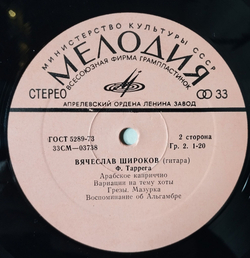 МИНИСТЕРСТВО КУЛЬТУРЫ СССР
МЕЛОДИЯ
ВСЕСОЮЗНАЯ ФИРМА ГРАМПЛАСТИНОК
СТЕРЕО
33
АПРЕЛЕВСКИЙ ОРДЕНА ЛЕНИНА ЗАВОД
ГОСТ 5289-73
2 сторона
33СМ—03738
Гр. 2. 1-20
ВЯЧЕСЛАВ ШИРОКОВ (гитара)
Ф. Таррега
Арабское каприччио
Вариации на тему хоты
Грезы. Мазурка
Воспоминание об Альгамбре